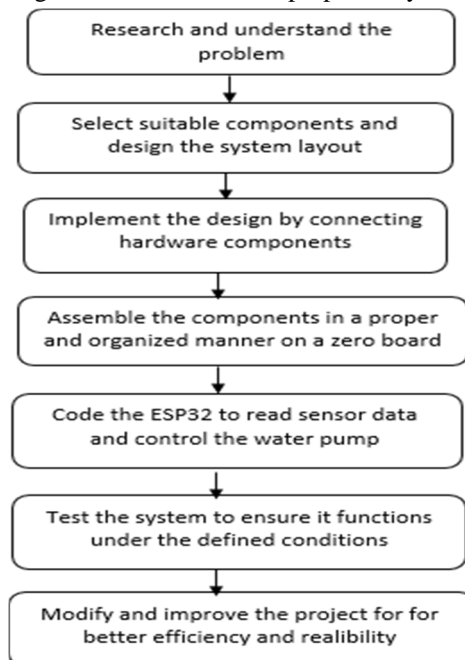 Research and understand the
problem
Select suitable components and
design the system layout
Implement the design by connecting
hardware components
Assemble the components in a proper
and organized manner on a zero board
Code the ESP32 to read sensor data
and control the water pump
Test the system to ensure it functions
under the defined conditions
Modify and improve the project for for
better efficiency and realibility